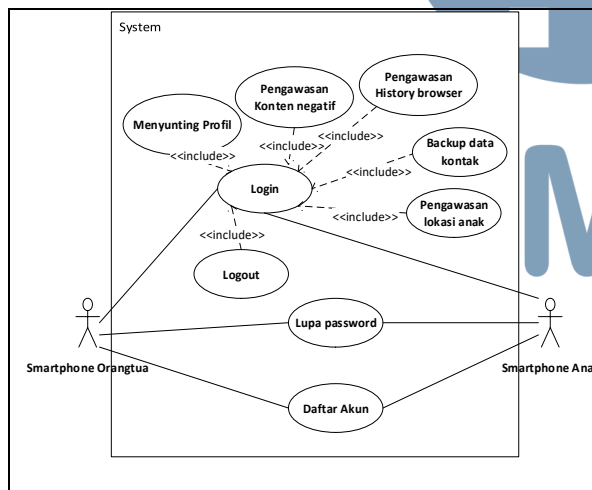 System
Pengawasan
Konten negatif
Pengawasan
History browser
Menyunting Profil
<<include>>
<<include>>
<<include>>
Backup data
kontak
<<include>>
Login
Pengawasan
lokasi anak
<<include>>
<<include>>
Logout
Lupa password
Smartphone Orangtua
Smartphone Ana
Daftar Akun
M